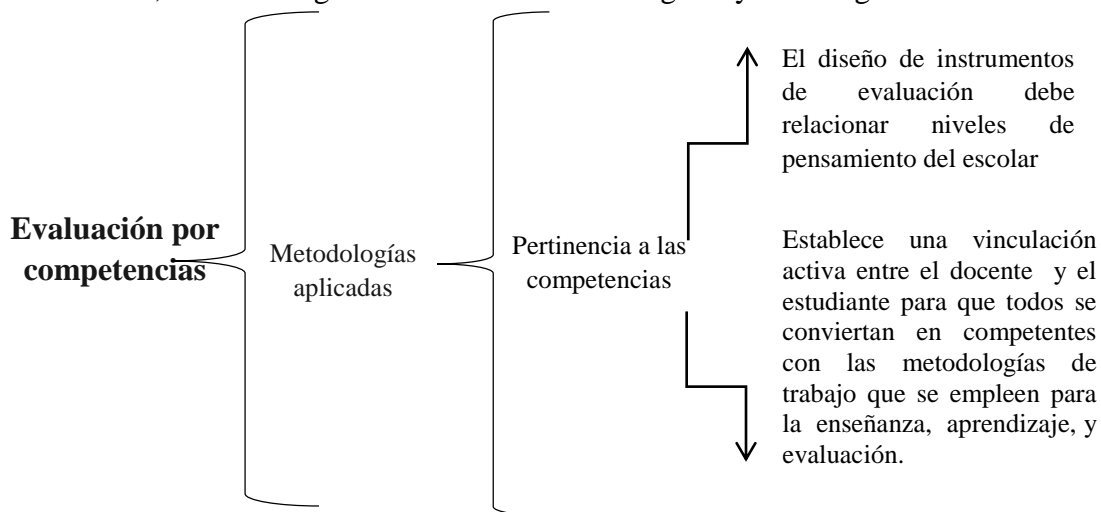 Evaluación por
competencias
Metodologías
aplicadas
Pertinencia a las
competencias
El diseño de instrumentos
de evaluación debe
relacionar niveles de
pensamiento del escolar
Establece una vinculación
activa entre el docente y el
estudiante para que todos se
conviertan en competentes
con las metodologías de
trabajo que se empleen para
la enseñanza, aprendizaje, y
evaluación.